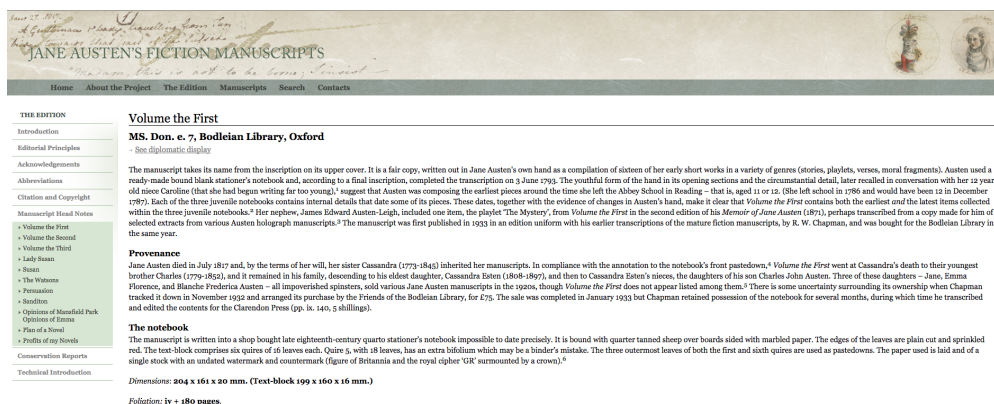 JANE AUSTEN'S FICTION MANUSCRIPTS
Home About the Project The Edition Manuscripts Search Contacts
THE EDITION
Introduction
Editorial Principles
Acknowledgements
Abbreviations
Citation and Copyright
Manuscript Head Notes
» Volume the First
» Volume the Second
» Volume the Third
» Lady Susan
» Susan
» The Watsons
» Persuasion
» Sanditon
» Opinions of Mansfield Park
Opinions of Emma
» Plan of a Novel
» Profits of my Novels
Conservation Reports
Technical Introduction
Volume the First
MS. Don. e. 7, Bodleian Library, Oxford
→ See diplomatic display
The manuscript takes its name from the inscription on its upper cover. It is a fair copy, written out in Jane Austen's own hand as a compilation of sixteen of her early short works in a variety of genres (stories, playlets, verses, moral fragments). Austen used a
ready-made bound blank stationer's notebook and, according to a final inscription, completed the transcription on 3 June 1793. The youthful form of the hand in its opening sections and the circumstantial detail, later recalled in conversation with her 12 year
old niece Caroline (that she had begun writing far too young),¹ suggest that Austen was composing the earliest pieces around the time she left the Abbey School in Reading – that is, aged 11 or 12. (She left school in 1786 and would have been 12 in December
1787). Each of the three juvenile notebooks contains internal details that date some of its pieces. These dates, together with the evidence of changes in Austen's hand, make it clear that Volume the First contains both the earliest and the latest items collected
within the three juvenile notebooks.² Her nephew, James Edward Austen-Leigh, included one item, the playlet 'The Mystery', from Volume the First in the second edition of his Memoir of Jane Austen (1871), perhaps transcribed from a copy made for him of
selected extracts from various Austen holograph manuscripts.³ The manuscript was first published in 1933 in an edition uniform with his earlier transcriptions of the mature fiction manuscripts, by R. W. Chapman, and was bought for the Bodleian Library in
the same year.
Provenance
Jane Austen died in July 1817 and, by the terms of her will, her sister Cassandra (1773-1845) inherited her manuscripts. In compliance with the annotation to the notebook's front pastedown,⁴ Volume the First went at Cassandra's death to their youngest
brother Charles (1779-1852), and it remained in his family, descending to his eldest daughter, Cassandra Esten (1808-1897), and then to Cassandra Esten's nieces, the daughters of his son Charles John Austen. Three of these daughters – Jane, Emma
Florence, and Blanche Frederica Austen – all impoverished spinsters, sold various Jane Austen manuscripts in the 1920s, though Volume the First does not appear listed among them.⁵ There is some uncertainty surrounding its ownership when Chapman
tracked it down in November 1932 and arranged its purchase by the Friends of the Bodleian Library, for £75. The sale was completed in January 1933 but Chapman retained possession of the notebook for several months, during which time he transcribed
and edited the contents for the Clarendon Press (pp. ix. 140, 5 shillings).
The notebook
The manuscript is written into a shop bought late eighteenth-century quarto stationer's notebook impossible to date precisely. It is bound with quarter tanned sheep over boards sided with marbled paper. The edges of the leaves are plain cut and sprinkled
red. The text-block comprises six quires of 16 leaves each. Quire 5, with 18 leaves, has an extra bifolium which may be a binder's mistake. The three outermost leaves of both the first and sixth quires are used as pastedowns. The paper used is laid and of a
single stock with an undated watermark and countermark (figure of Britannia and the royal cipher 'GR' surmounted by a crown).⁶
Dimensions: 204 x 161 x 20 mm. (Text-block 199 x 160 x 16 mm.)
Foliation: iv + 180 pages.